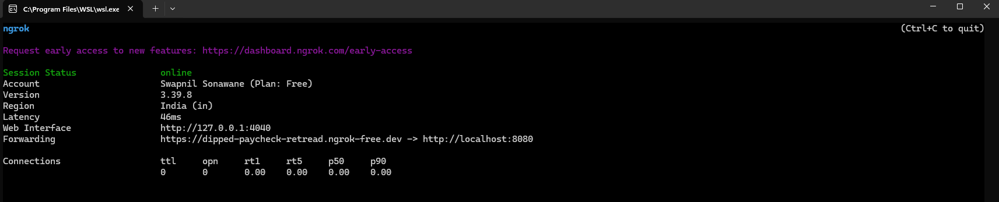 C:\Program Files\WSL\wsl.exe
ngrok (Ctrl+C to quit)
Request early access to new features: https://dashboard.ngrok.com/early-access
Session Status online
Account Swapnil Sonawane (Plan: Free)
Version 3.39.8
Region India (in)
Latency 46ms
Web Interface http://127.0.0.1:4040
Forwarding https://dipped-paycheck-retread.ngrok-free.dev -> http://localhost:8080
Connections ttl opn rt1 rt5 p50 p90
0 0 0.00 0.00 0.00 0.00